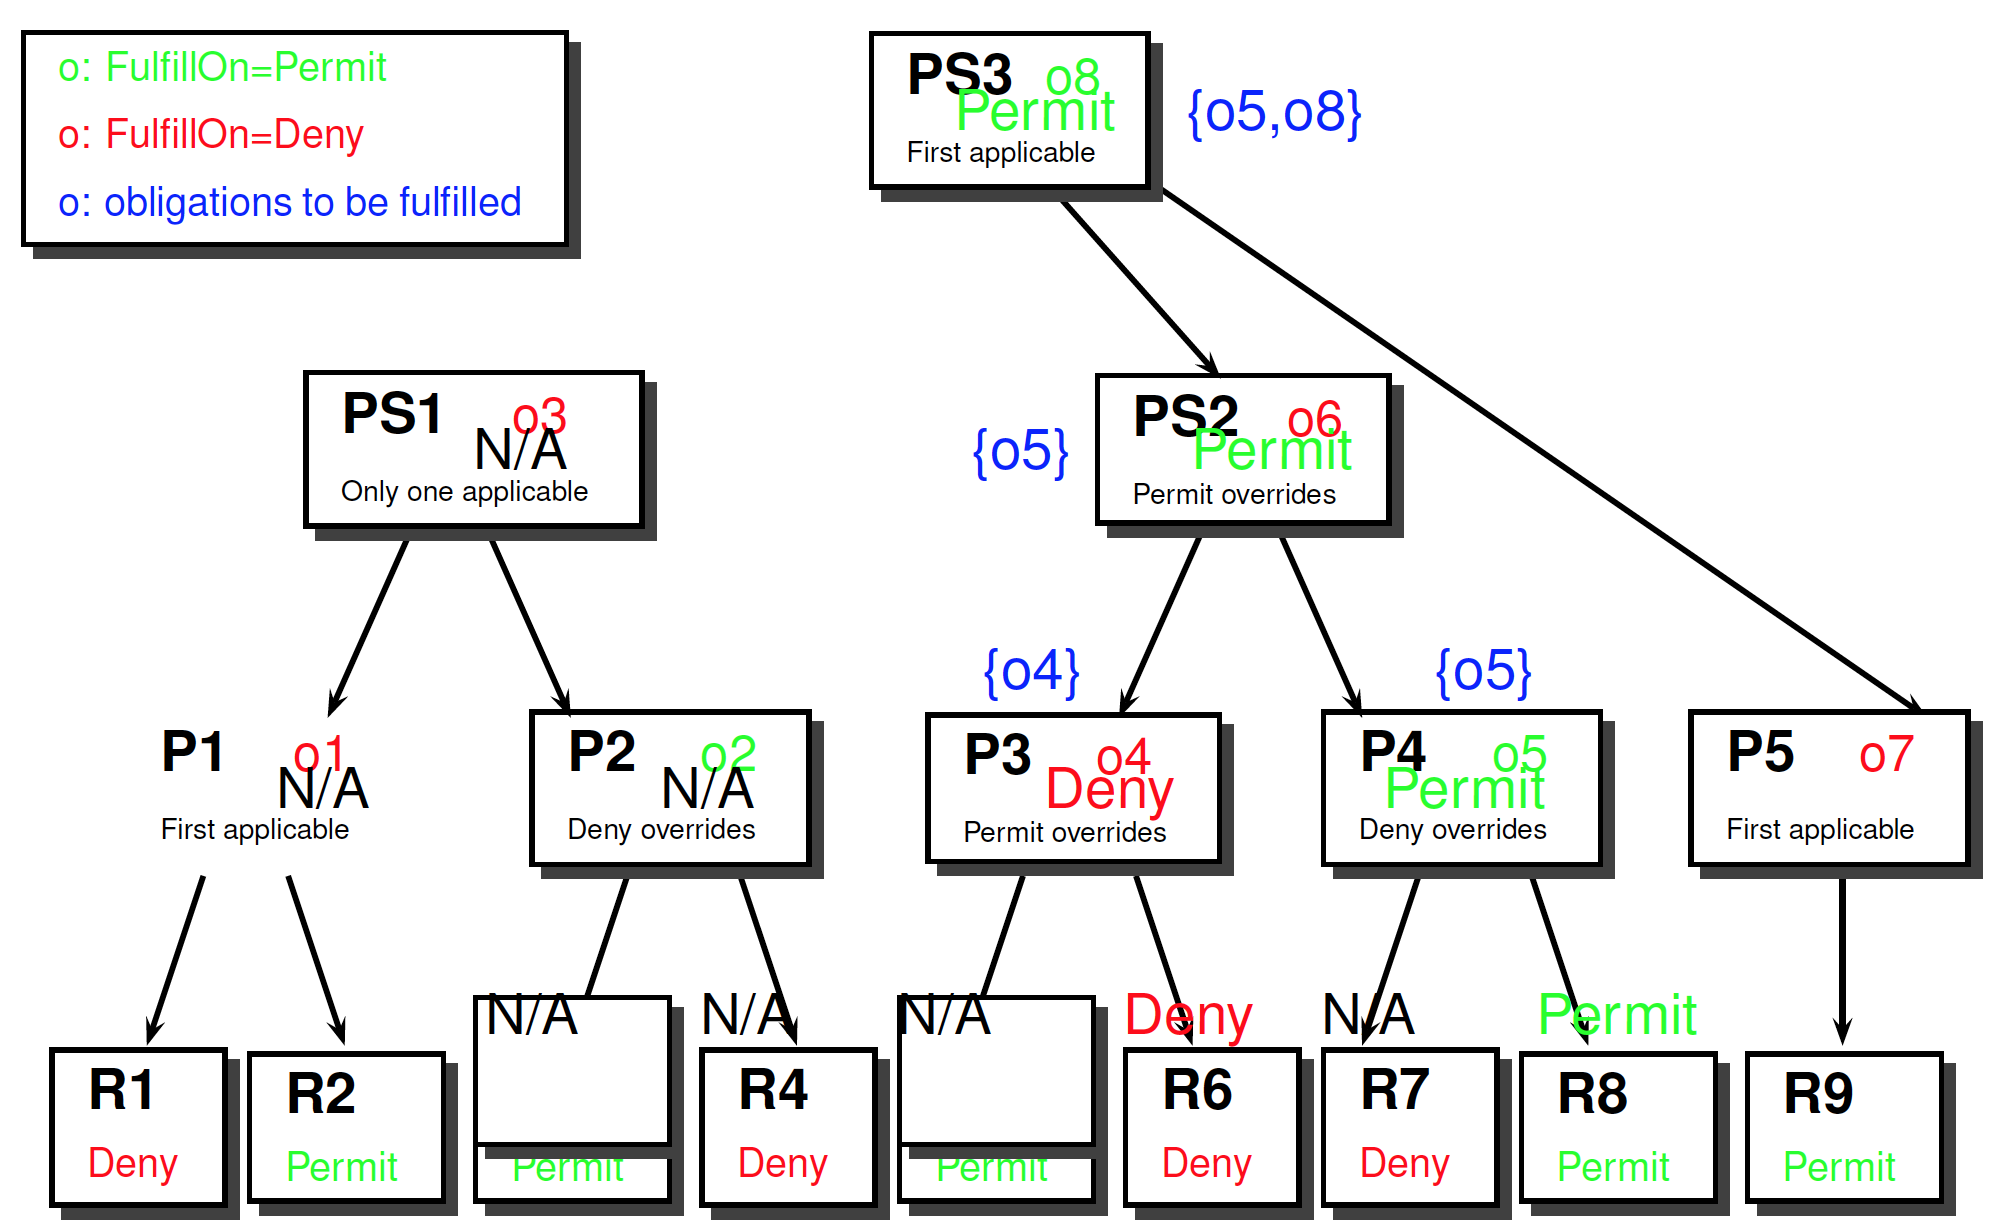 o: FulfillOn=Permit
o: FulfillOn=Deny
o: obligations to be fulfilled
PS3 o8
Permit
First applicable
{o5,o8}
PS1 o3
N/A
Only one applicable
{o5}
PS2 o6
Permit
Permit overrides
{o4}
{o5}
P1 o1
N/A
First applicable
P2 o2
N/A
Deny overrides
P3 o4
Deny
Permit overrides
P4 o5
Permit
Deny overrides
P5 o7
First applicable
N/A
N/A
N/A
Deny
N/A
Permit
R1
Deny
R2
Permit
Permit
R4
Deny
Permit
R6
Deny
R7
Deny
R8
Permit
R9
Permit